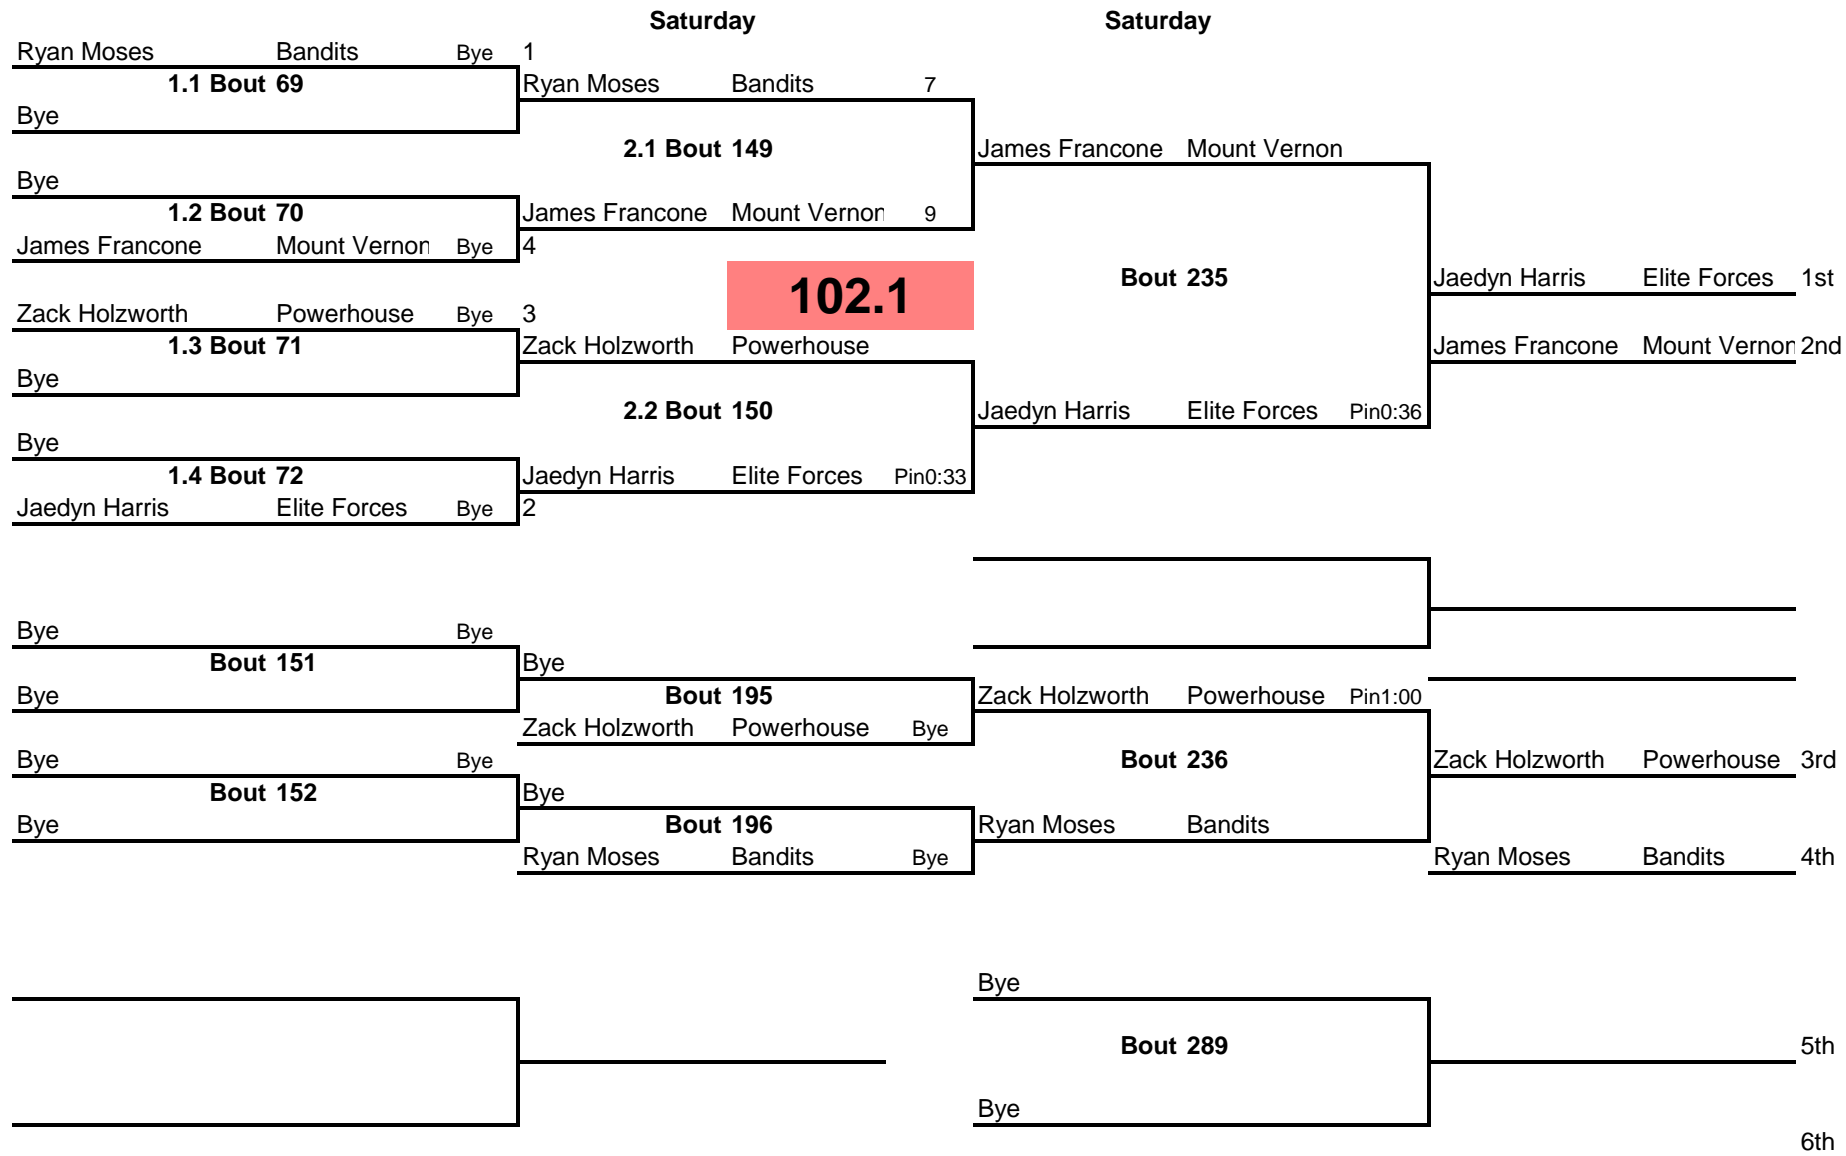 Saturday Saturday
Ryan Moses Bandits Bye 1
1.1 Bout 69 Ryan Moses Bandits 7
Bye
2.1 Bout 149 James Francone Mount Vernon
Bye
1.2 Bout 70 James Francone Mount Vernon 9
James Francone Mount Vernon Bye 4
102.1 Bout 235 Jaedyn Harris Elite Forces 1st
Zack Holzworth Powerhouse Bye 3
1.3 Bout 71 Zack Holzworth Powerhouse James Francone Mount Vernon 2nd
Bye
2.2 Bout 150 Jaedyn Harris Elite Forces Pin0:36
Bye
1.4 Bout 72 Jaedyn Harris Elite Forces Pin0:33
Jaedyn Harris Elite Forces Bye 2
Bye Bye
Bout 151 Bye
Bye Bout 195 Zack Holzworth Powerhouse Pin1:00
Zack Holzworth Powerhouse Bye
Bye Bye Bout 236 Zack Holzworth Powerhouse 3rd
Bout 152 Bye
Bye Bout 196 Ryan Moses Bandits
Ryan Moses Bandits Bye Ryan Moses Bandits 4th
Bye
Bout 289 5th
Bye
6th